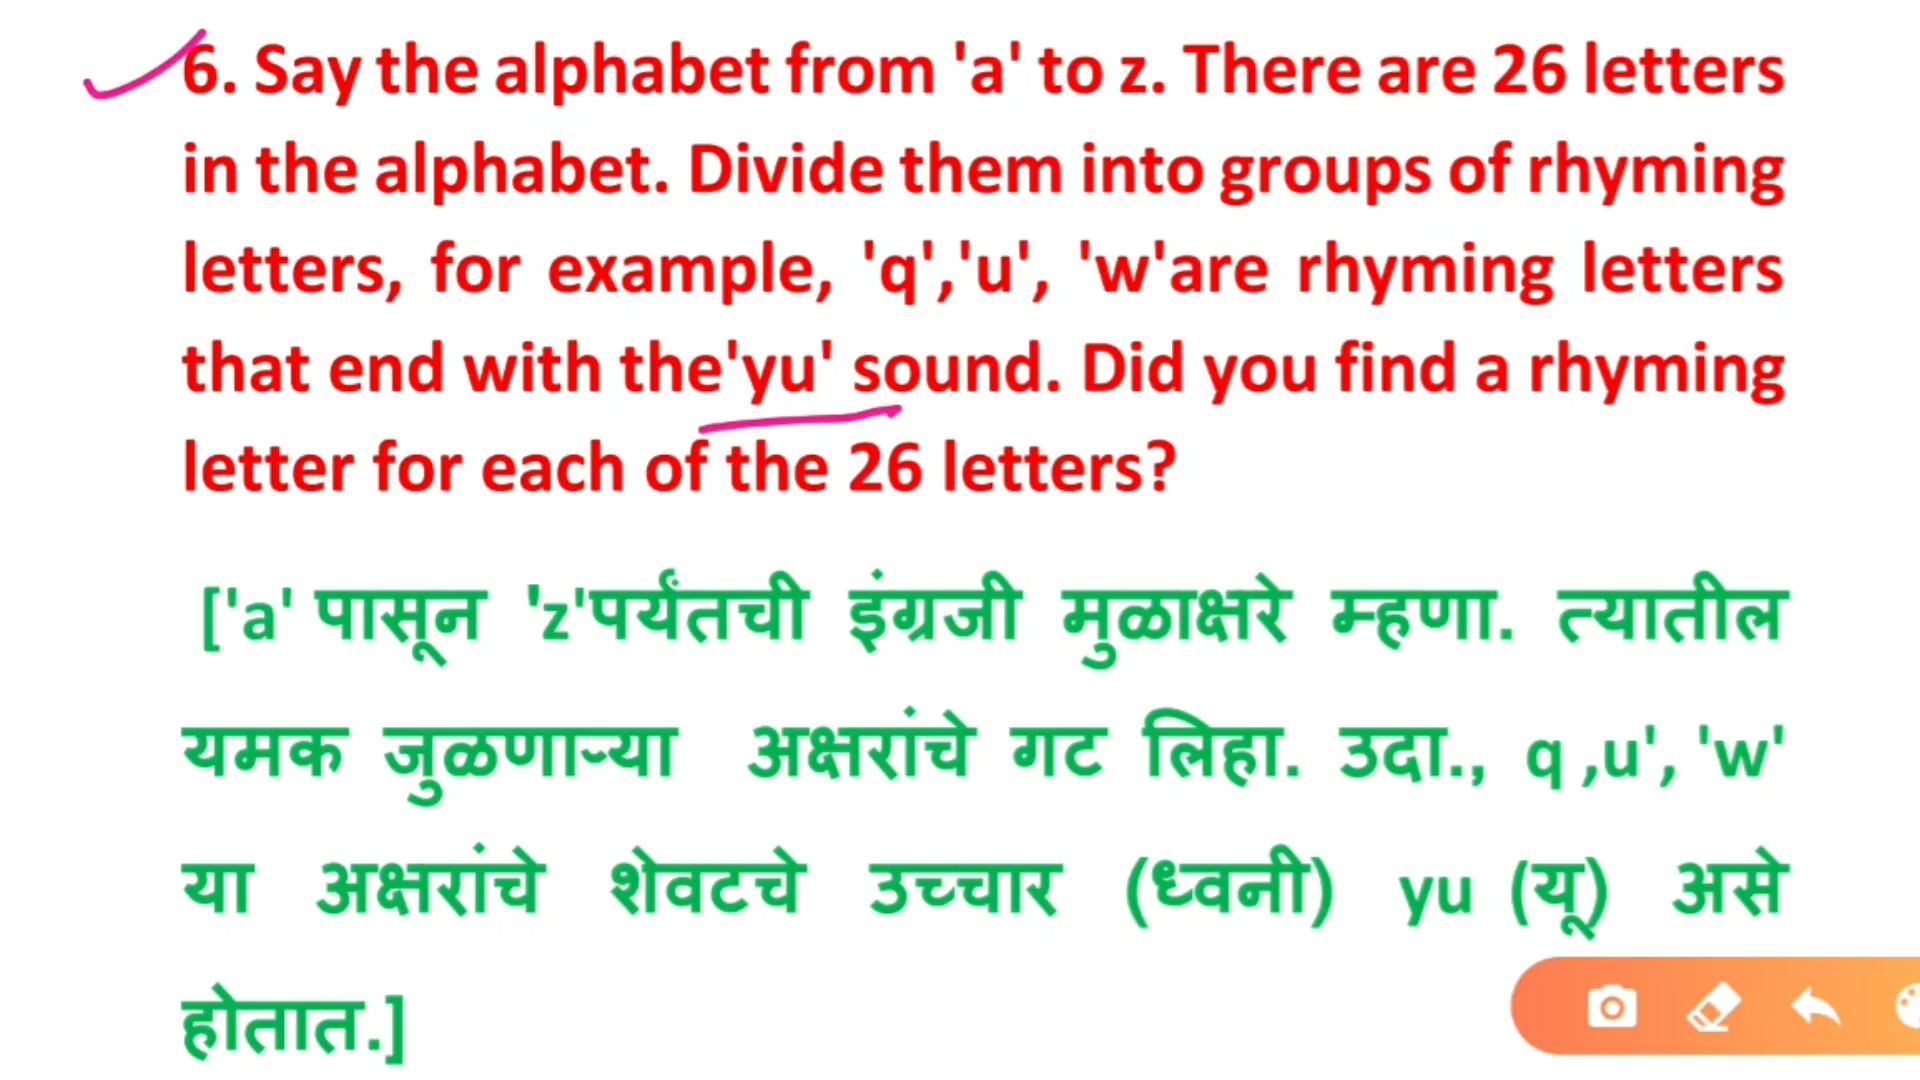 6. Say the alphabet from 'a' to z. There are 26 letters
in the alphabet. Divide them into groups of rhyming
letters, for example, 'q','u', 'w'are rhyming letters
that end with the'yu' sound. Did you find a rhyming
letter for each of the 26 letters?
['a' पासून 'z'पर्यंतची इंग्रजी मुळाक्षरे म्हणा. त्यातील
यमक जुळणाऱ्या अक्षरांचे गट लिहा. उदा., q ,u', 'w'
या अक्षरांचे शेवटचे उच्चार (ध्वनी) yu (यू) असे
होतात.]